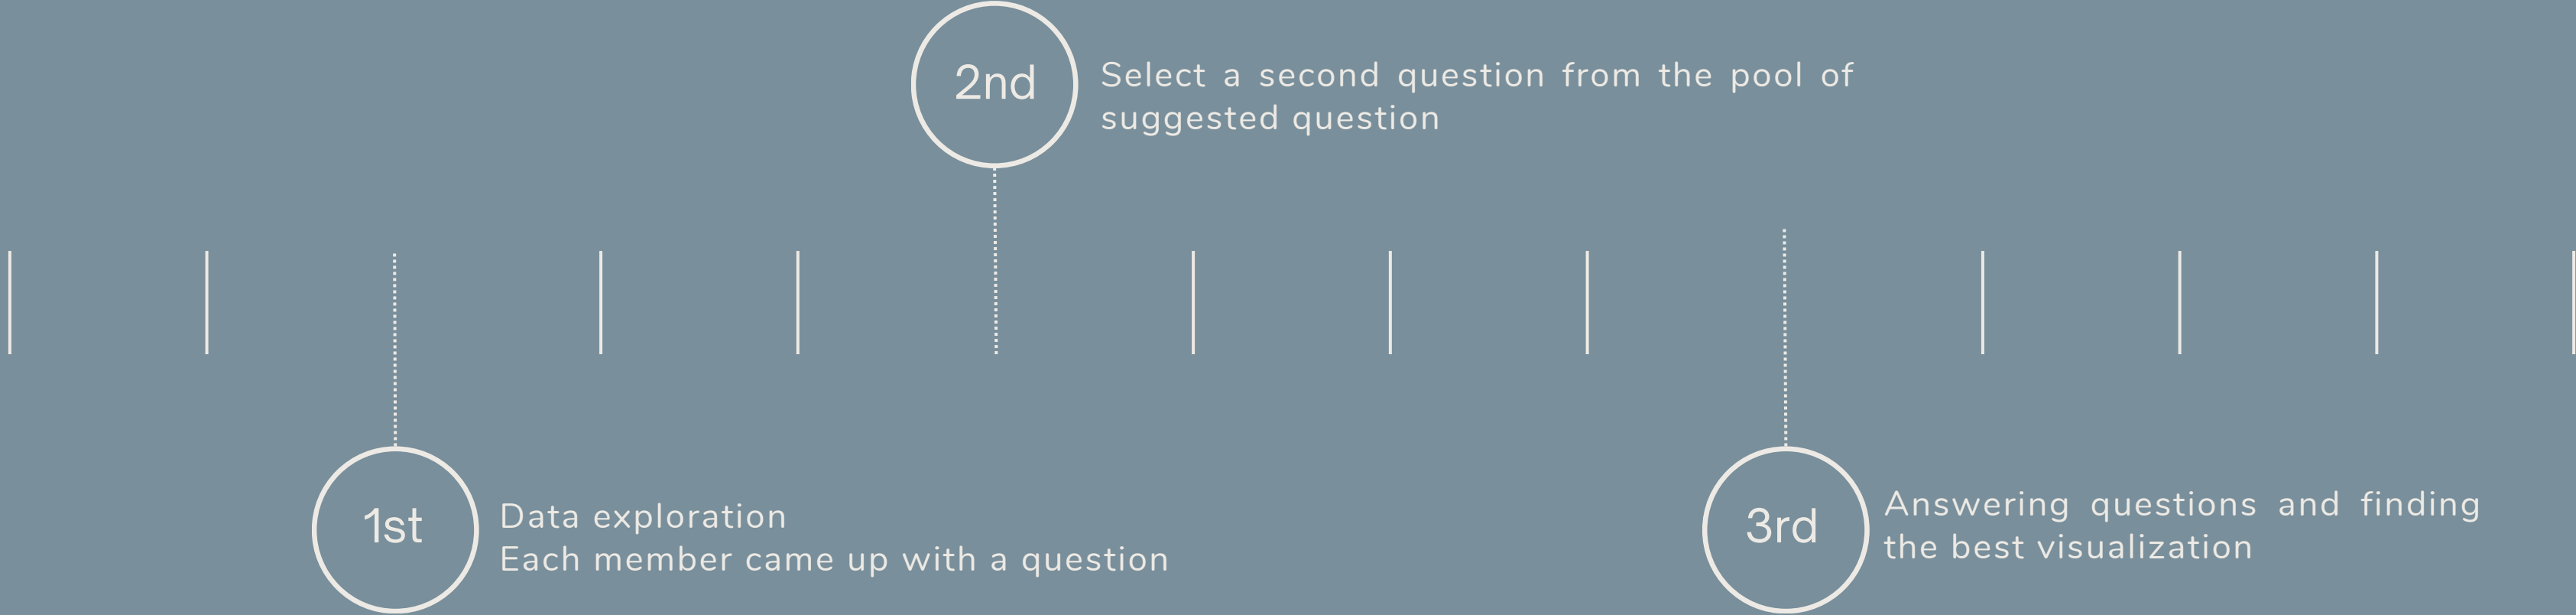 1st
Data exploration
Each member came up with a question
2nd
Select a second question from the pool of
suggested question
3rd
Answering questions and finding
the best visualization